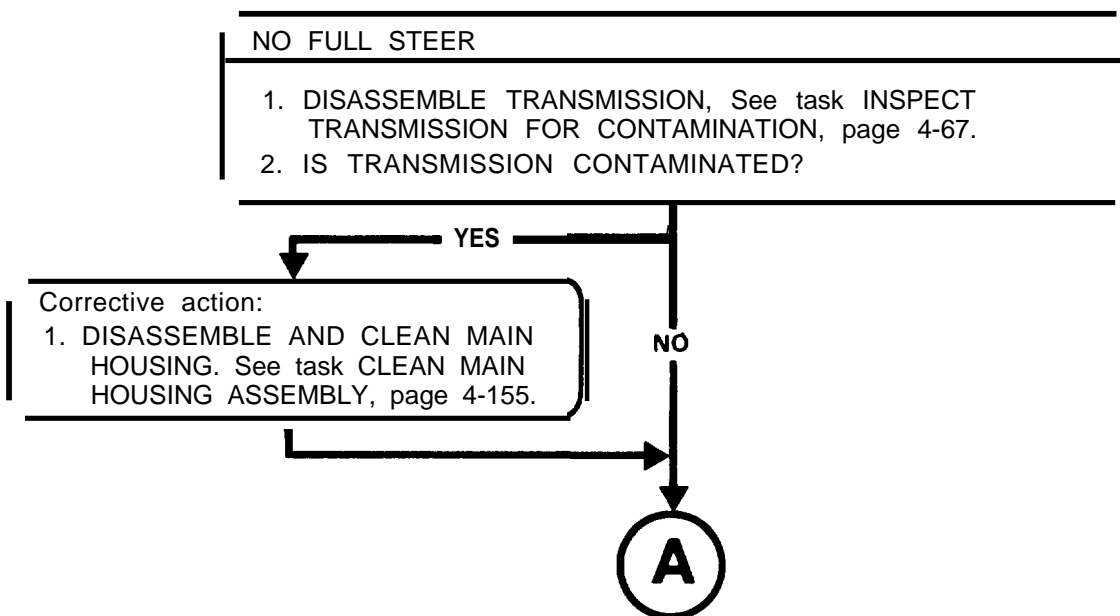 NO FULL STEER
1. DISASSEMBLE TRANSMISSION, See task INSPECT
TRANSMISSION FOR CONTAMINATION, page 4-67.
2. IS TRANSMISSION CONTAMINATED?
YES
Corrective action:
1. DISASSEMBLE AND CLEAN MAIN
HOUSING. See task CLEAN MAIN
HOUSING ASSEMBLY, page 4-155.
NO
A